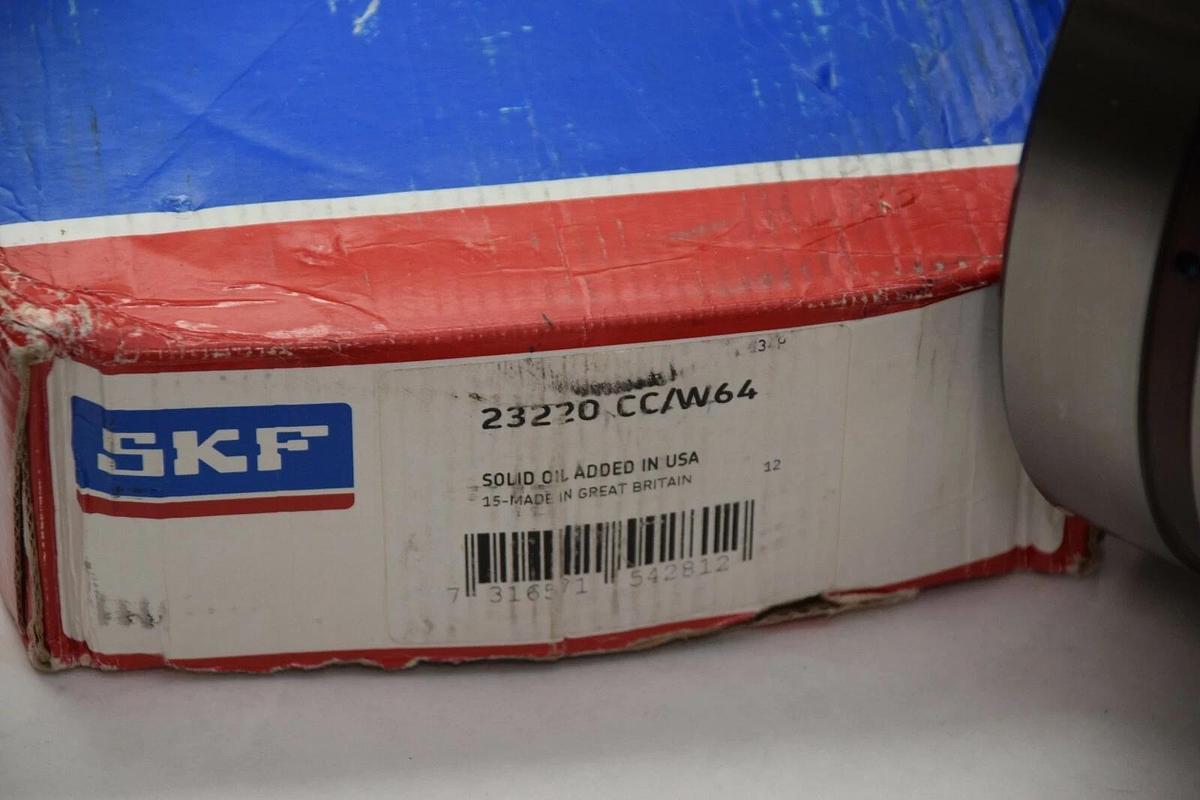 23220 CC/W64
SKF
SOLID OIL ADDED IN USA
12
15-MADE IN GREAT BRITAIN
7 316571 542812